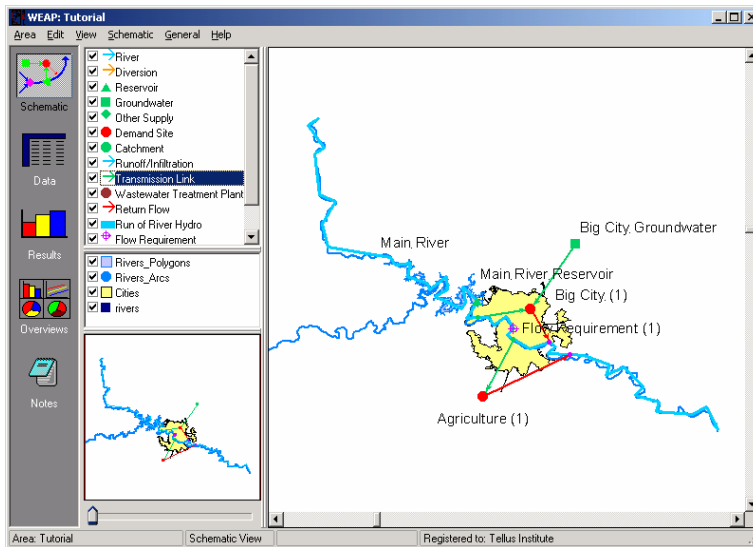 WEAP: Tutorial
Area Edit View Schematic General Help
Schematic
Data
Results
Overviews
Notes
River
Diversion
Reservoir
Groundwater
Other Supply
Demand Site
Catchment
Runoff/Infiltration
Transmission Link
Wastewater Treatment Plant
Return Flow
Run of River Hydro
Flow Requirement
Rivers_Polygons
Rivers_Arcs
Cities
rivers
Main, River
Big City, Groundwater
Main, River Reservoir
Big City, (1)
Flow Requirement (1)
Agriculture (1)
Area: Tutorial
Schematic View
Registered to: Tellus Institute